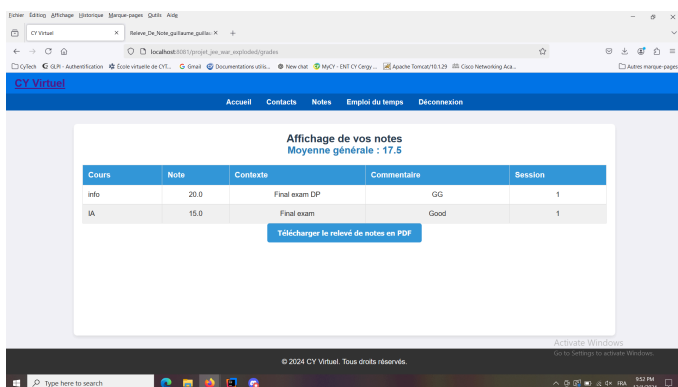 Fichier Édition Affichage Historique Marque-pages Outils Aide
CY Virtuel × Releve_De_Note_guillaume_guillau × +
localhost:8081/projet_jee_war_exploded/grades
CyTech GLPI - Authentification École virtuelle de CYT... Gmail Documentations utilis... New chat MyCY - ENT CY Cergy ... Apache Tomcat/10.1.29 Cisco Networking Aca... Autres marque-pages
CY Virtuel
Accueil Contacts Notes Emploi du temps Déconnexion
Affichage de vos notes
Moyenne générale : 17.5
Cours Note Contexte Commentaire Session
info 20.0 Final exam DP GG 1
IA 15.0 Final exam Good 1
Télécharger le relevé de notes en PDF
Activate Windows
Go to Settings to activate Windows.
© 2024 CY Virtuel. Tous droits réservés.
Type here to search FRA 9:52 PM